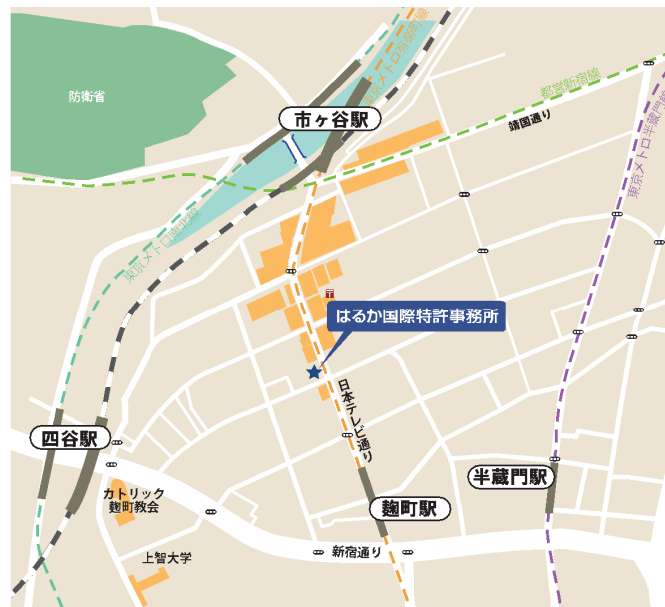 東京メトロ有楽町線
防衛省
市ヶ谷駅
都営新宿線
靖国通り
東京メトロ半蔵門線
東京メトロ南北線
はるか国際特許事務所
日本テレビ通り
四谷駅
半蔵門駅
カトリック
麹町教会
麹町駅
上智大学
新宿通り